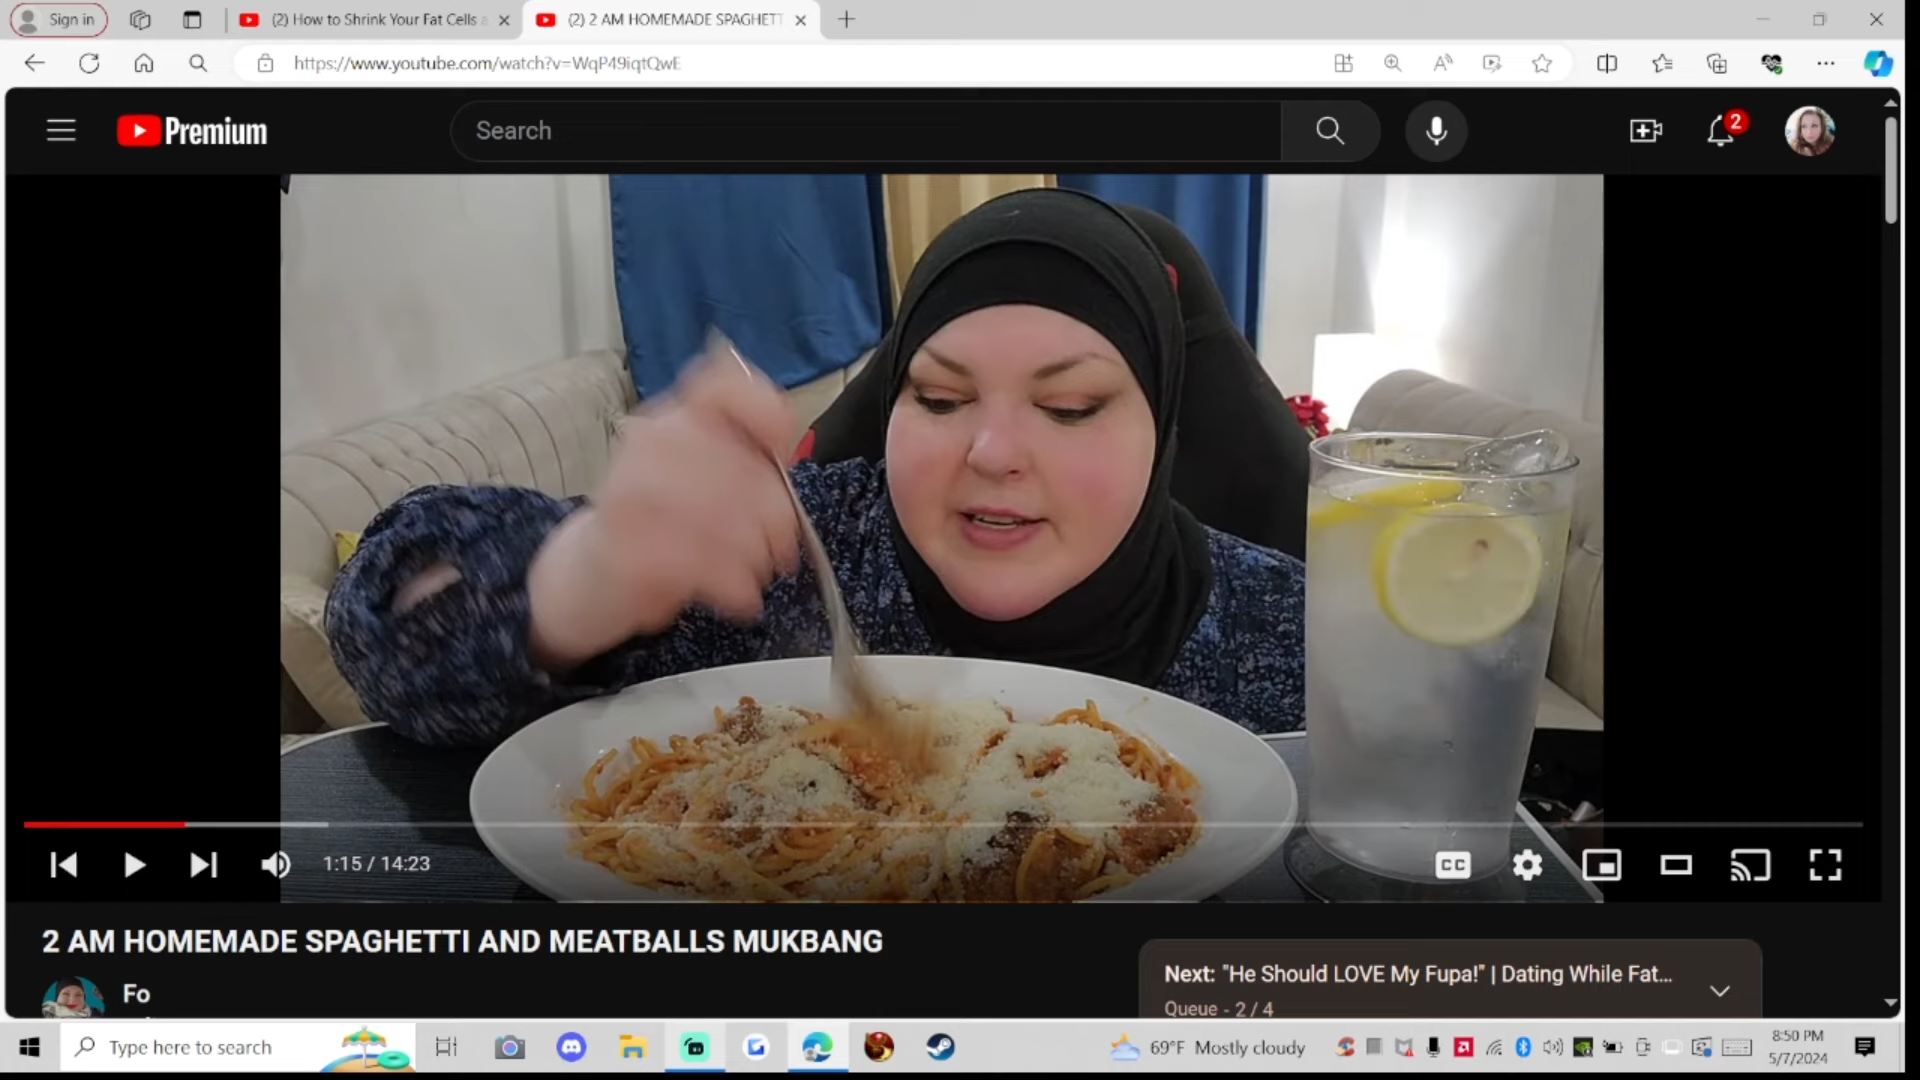 Sign in
(2) How to Shrink Your Fat Cells a
(2) 2 AM HOMEMADE SPAGHETT
https://www.youtube.com/watch?v=WqP49iqtQwE
Premium
Search
2
1:15 / 14:23
CC
2 AM HOMEMADE SPAGHETTI AND MEATBALLS MUKBANG
Fo
Next: "He Should LOVE My Fupa!" | Dating While Fat...
Queue - 2 / 4
Type here to search
69°F Mostly cloudy
8:50 PM
5/7/2024